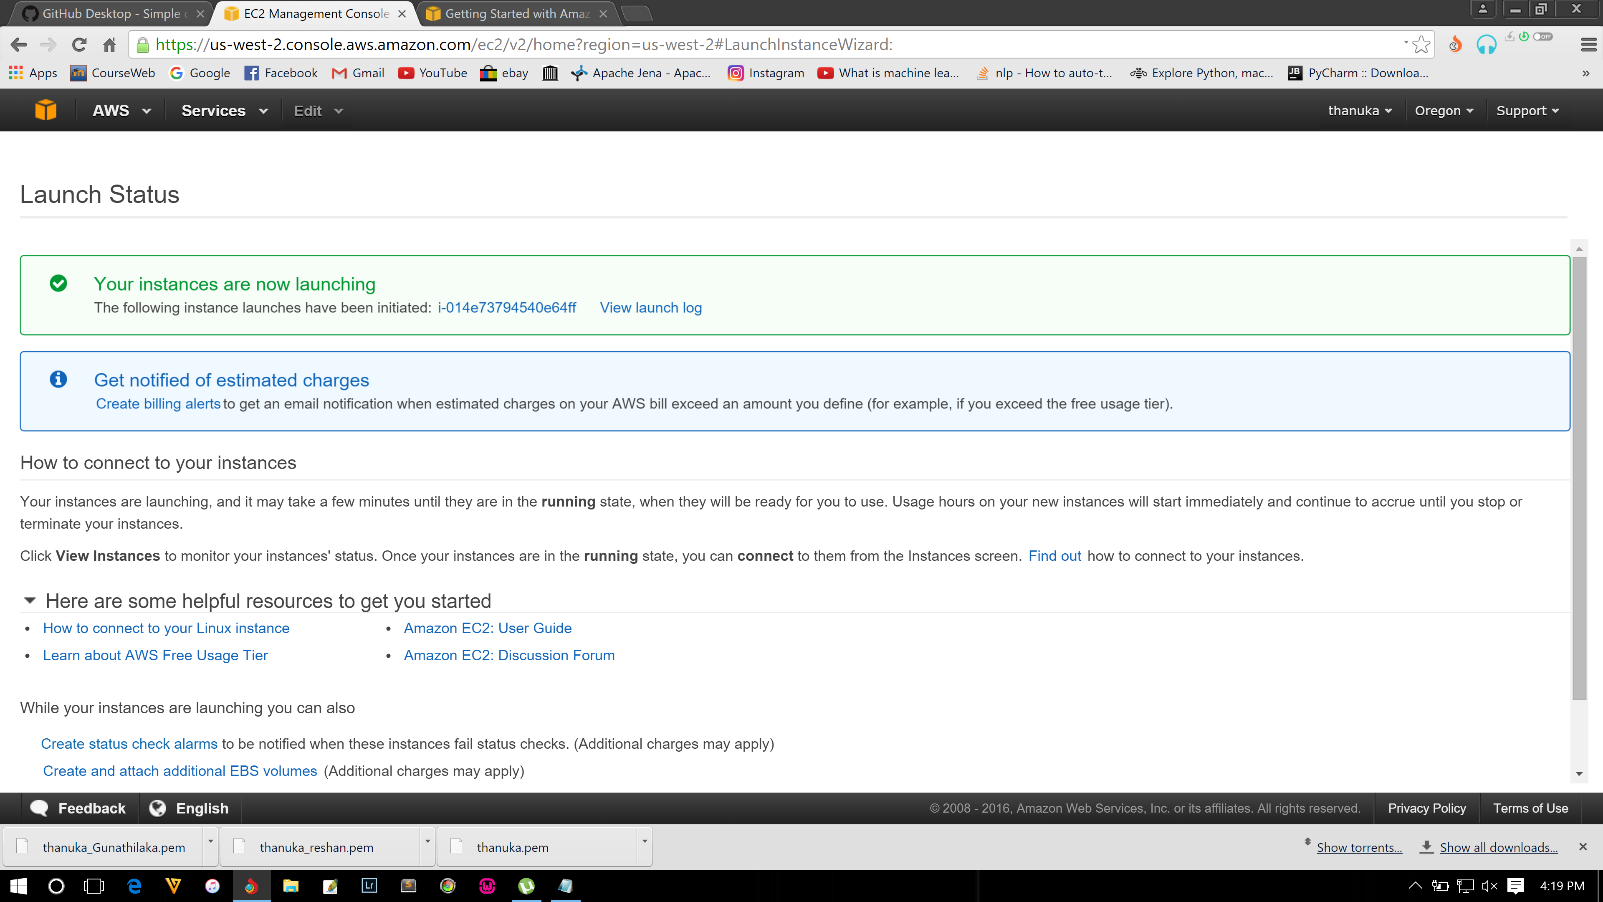 GitHub Desktop - Simple
EC2 Management Console
Getting Started with Amaz
https://us-west-2.console.aws.amazon.com/ec2/v2/home?region=us-west-2#LaunchInstanceWizard:
Apps CourseWeb Google Facebook Gmail YouTube ebay Apache Jena - Apac... Instagram What is machine lea... nlp - How to auto-t... Explore Python, mac... PyCharm :: Downloa... »
AWS Services Edit thanuka Oregon Support
Launch Status
Your instances are now launching
The following instance launches have been initiated: i-014e73794540e64ff View launch log
Get notified of estimated charges
Create billing alerts to get an email notification when estimated charges on your AWS bill exceed an amount you define (for example, if you exceed the free usage tier).
How to connect to your instances
Your instances are launching, and it may take a few minutes until they are in the running state, when they will be ready for you to use. Usage hours on your new instances will start immediately and continue to accrue until you stop or
terminate your instances.
Click View Instances to monitor your instances' status. Once your instances are in the running state, you can connect to them from the Instances screen. Find out how to connect to your instances.
Here are some helpful resources to get you started
• How to connect to your Linux instance • Amazon EC2: User Guide
• Learn about AWS Free Usage Tier • Amazon EC2: Discussion Forum
While your instances are launching you can also
Create status check alarms to be notified when these instances fail status checks. (Additional charges may apply)
Create and attach additional EBS volumes (Additional charges may apply)
Feedback English © 2008 - 2016, Amazon Web Services, Inc. or its affiliates. All rights reserved. Privacy Policy Terms of Use
thanuka_Gunathilaka.pem thanuka_reshan.pem thanuka.pem Show torrents... Show all downloads...
Lr 4:19 PM